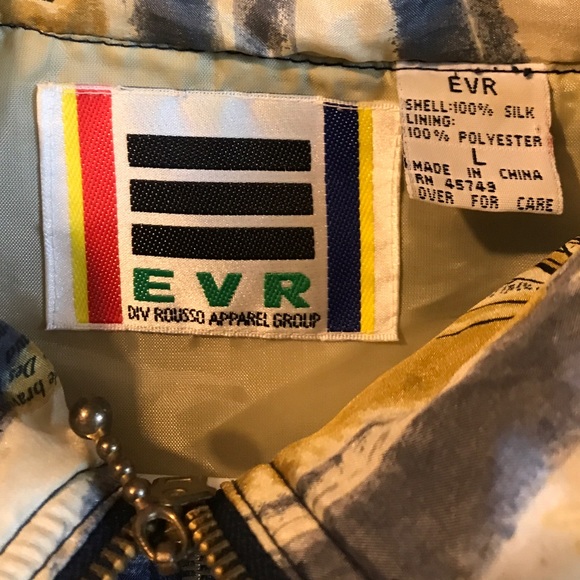 EVR
DIV ROUSSO APPAREL GROUP
EVR
SHELL:100% SILK
LINING:
100% POLYESTER
L
MADE IN CHINA
RN 45749
OVER FOR CARE